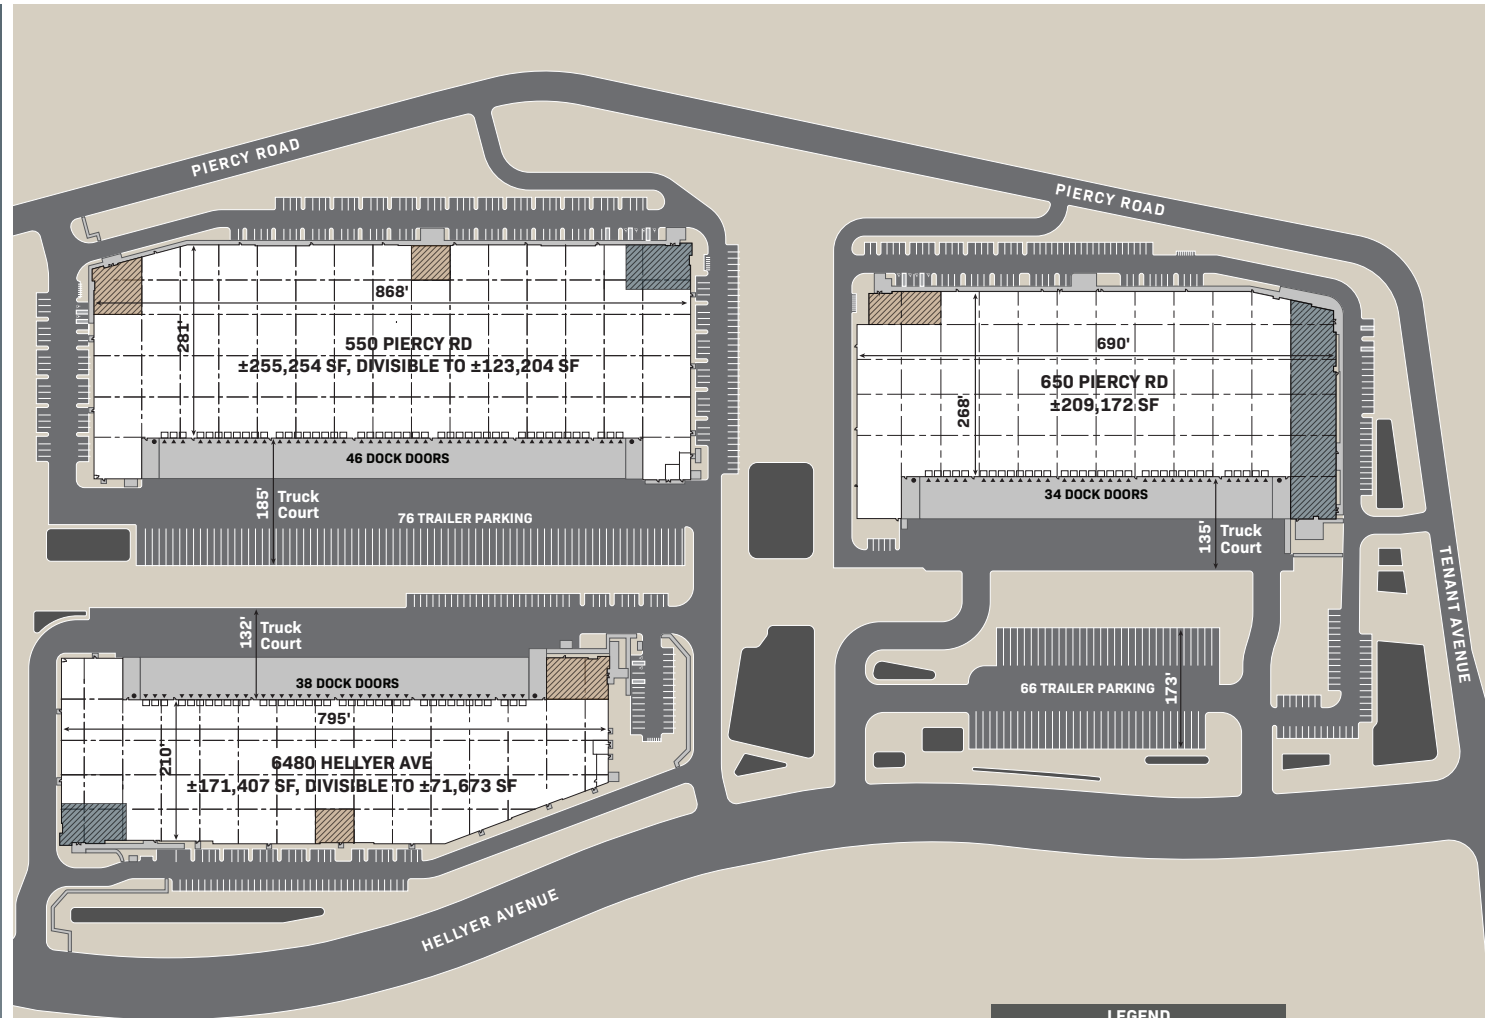 PIERCY ROAD
PIERCY ROAD
868'
281'
550 PIERCY RD
±255,254 SF, DIVISIBLE TO ±123,204 SF
46 DOCK DOORS
185'
Truck
Court
76 TRAILER PARKING
690'
268'
650 PIERCY RD
±209,172 SF
34 DOCK DOORS
135'
Truck
Court
TENANT AVENUE
132'
Truck
Court
38 DOCK DOORS
795'
210'
6480 HELLYER AVE
±171,407 SF, DIVISIBLE TO ±71,673 SF
66 TRAILER PARKING
173'
HELLYER AVENUE
LEGEND